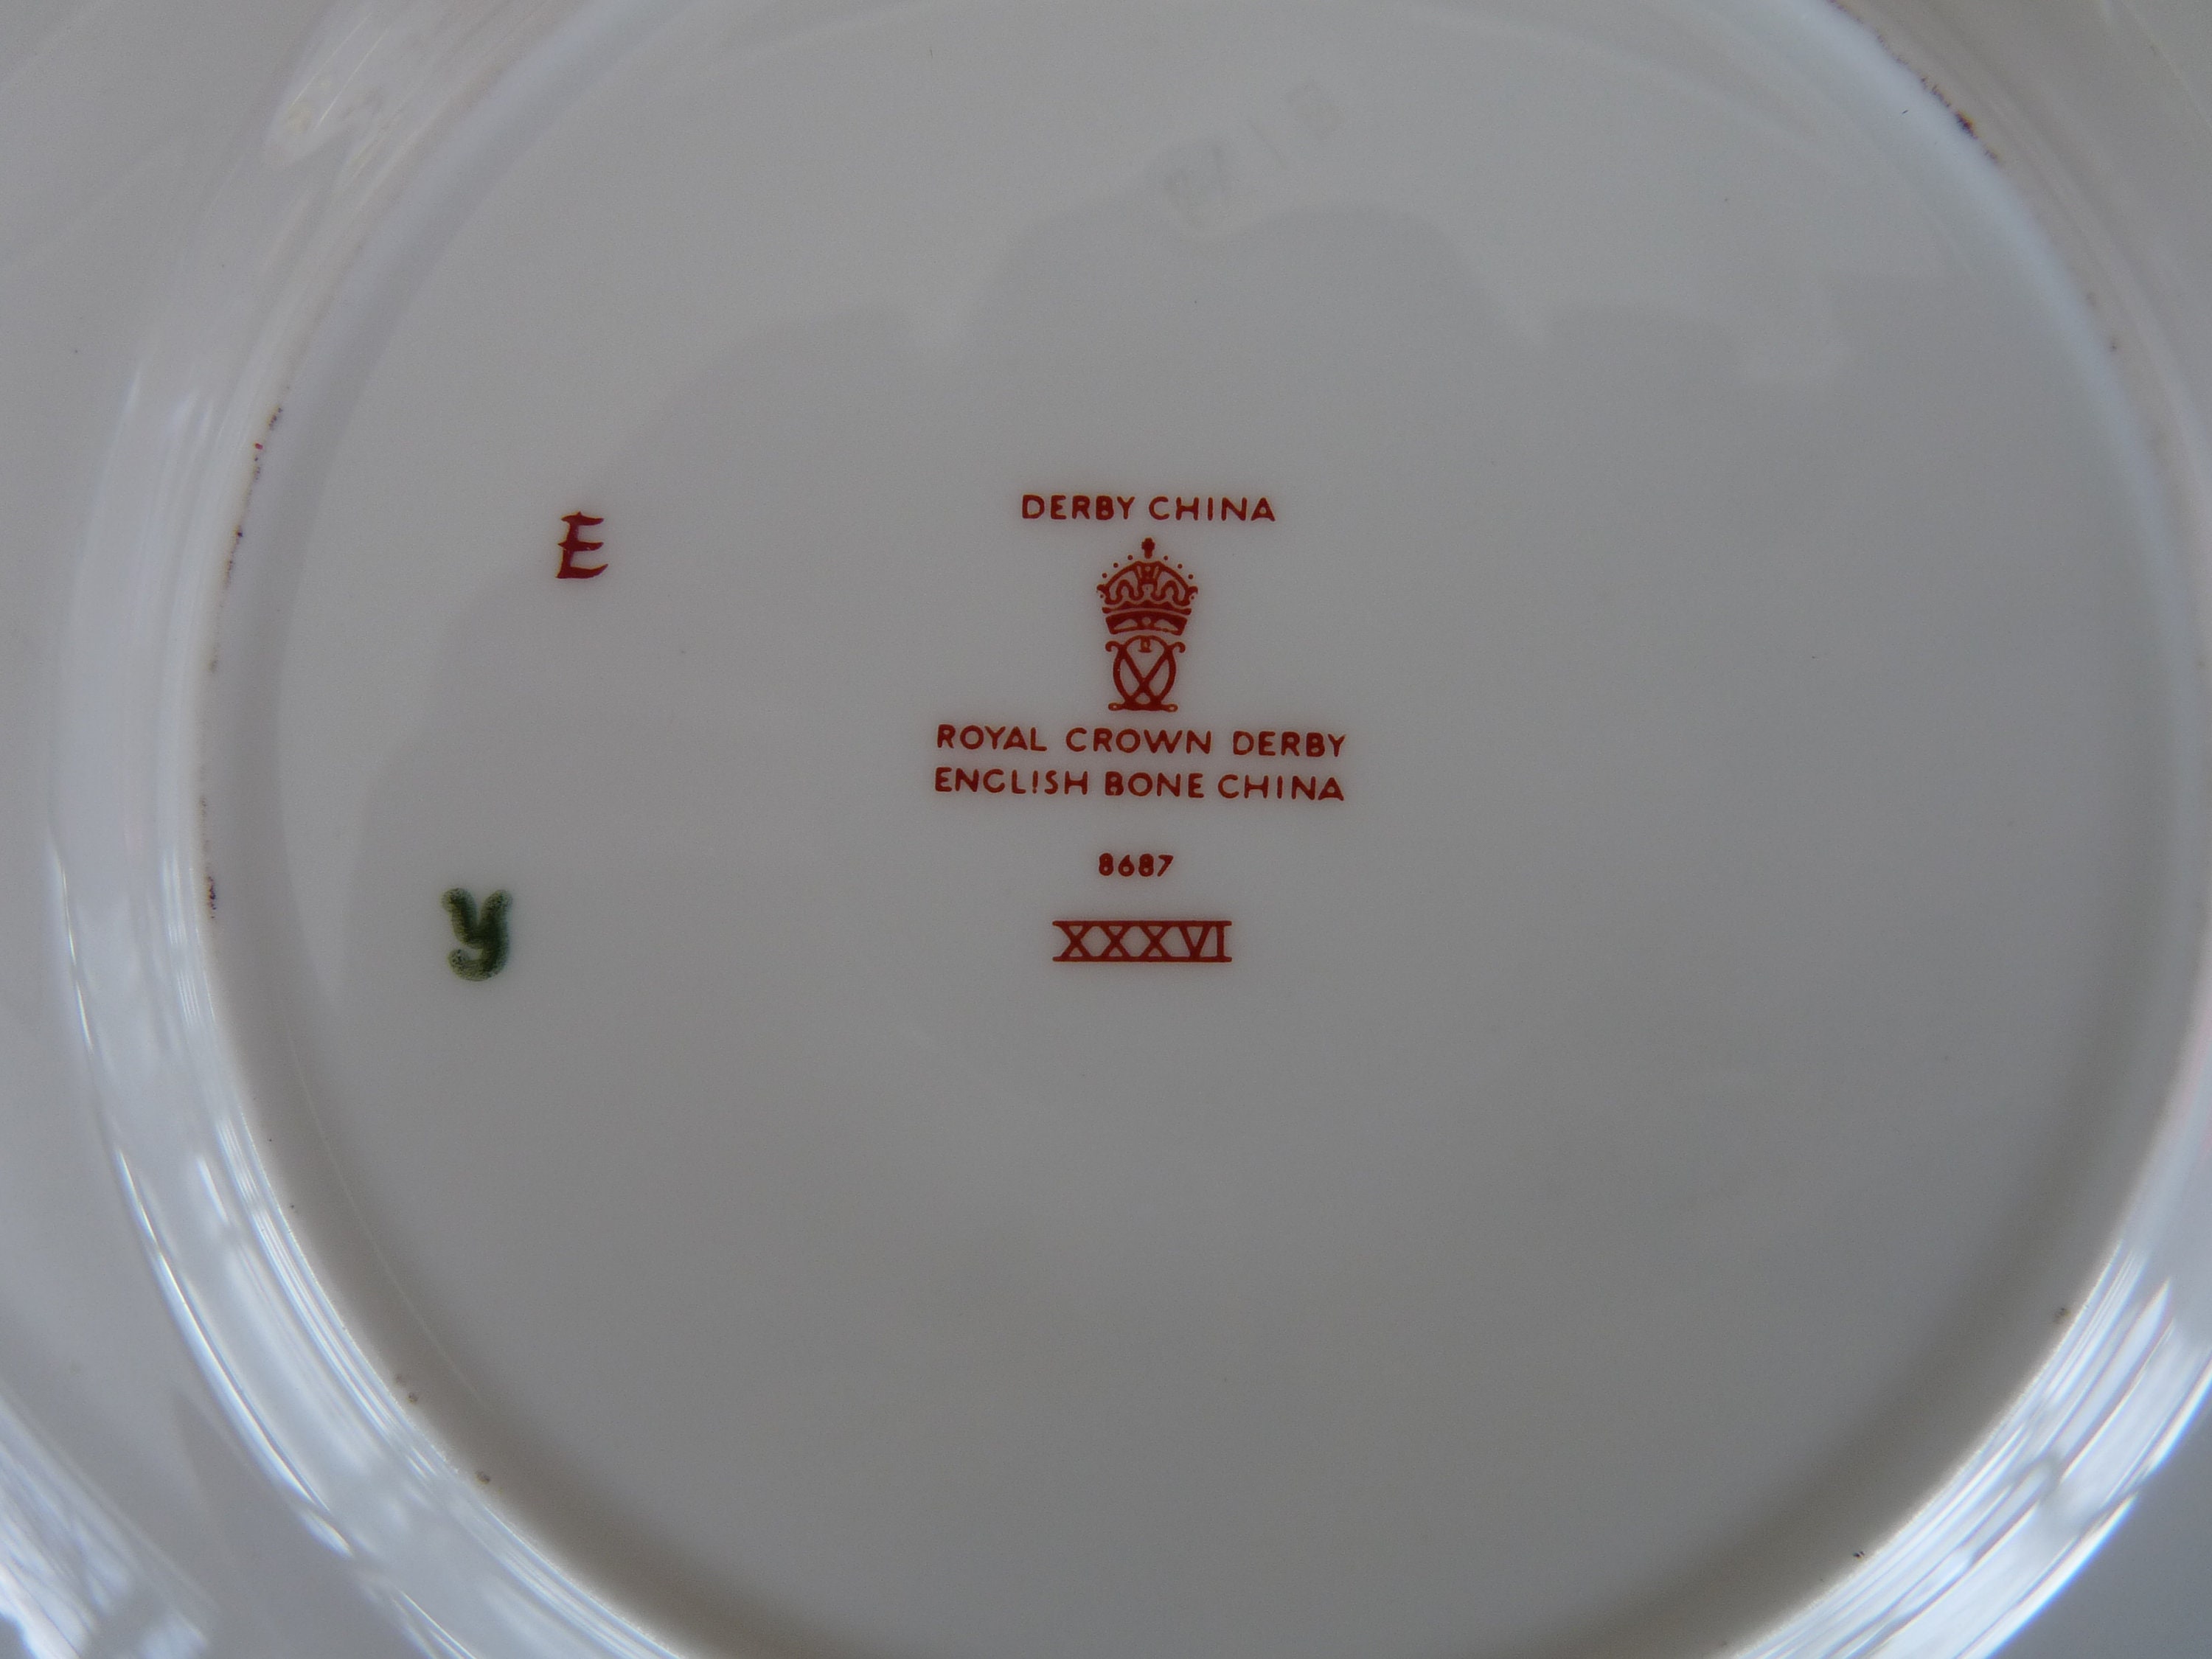 DERBY CHINA
E
ROYAL CROWN DERBY
ENGLISH BONE CHINA
8687
y
XXXVI